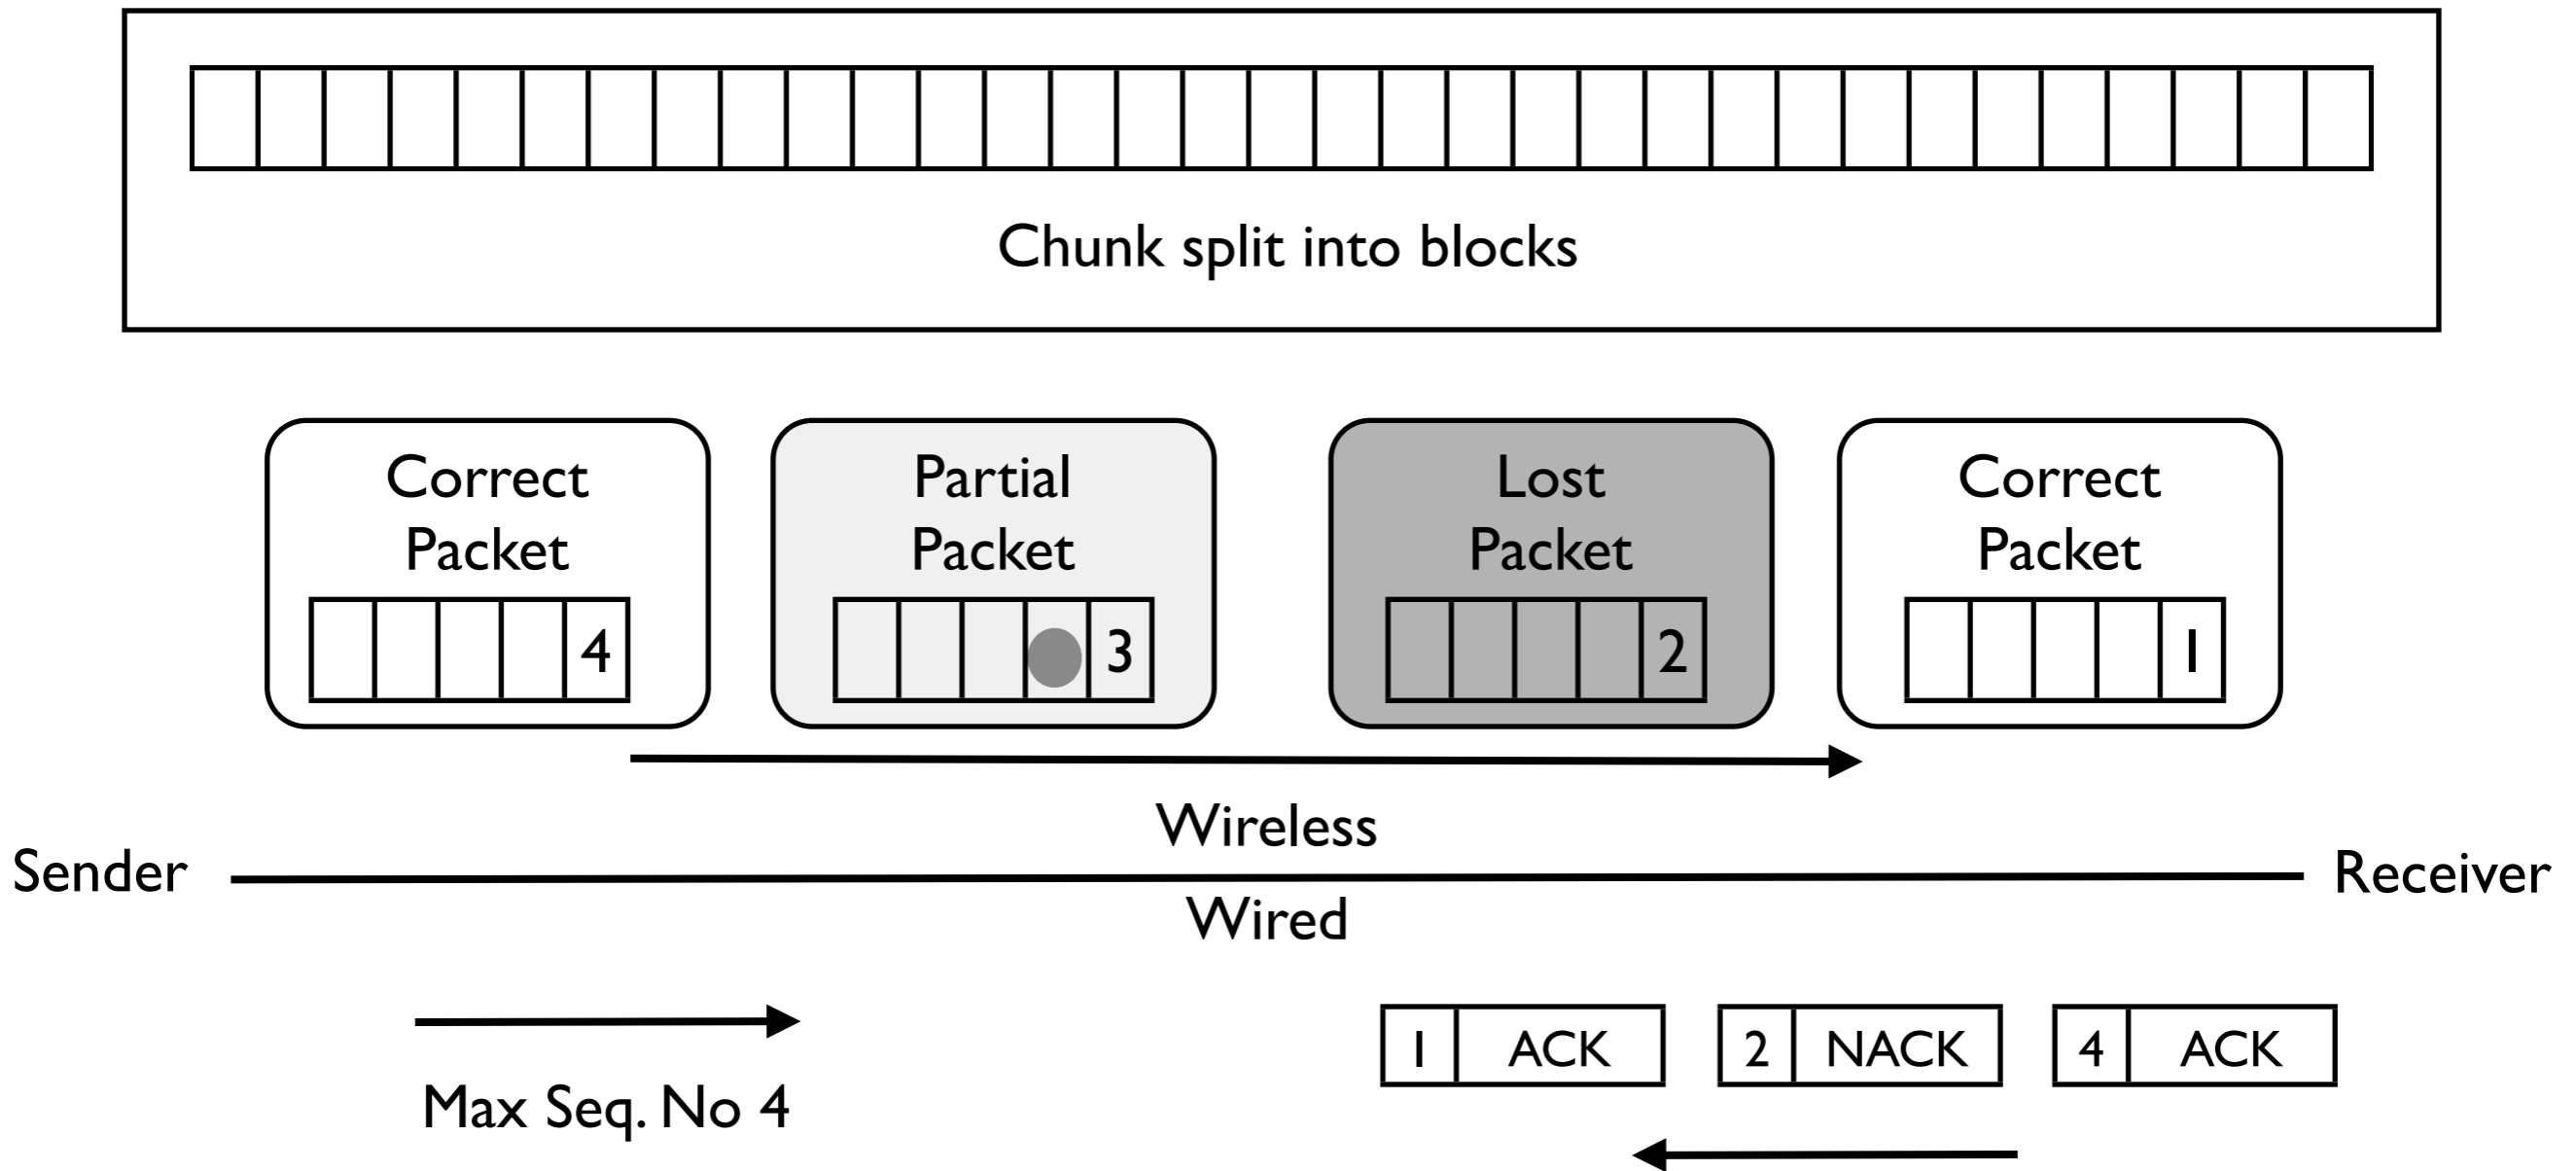 Chunk split into blocks
Correct
Packet
4
Partial
Packet
3
Lost
Packet
2
Correct
Packet
1
Wireless
Sender
Receiver
Wired
1 ACK
2 NACK
4 ACK
Max Seq. No 4